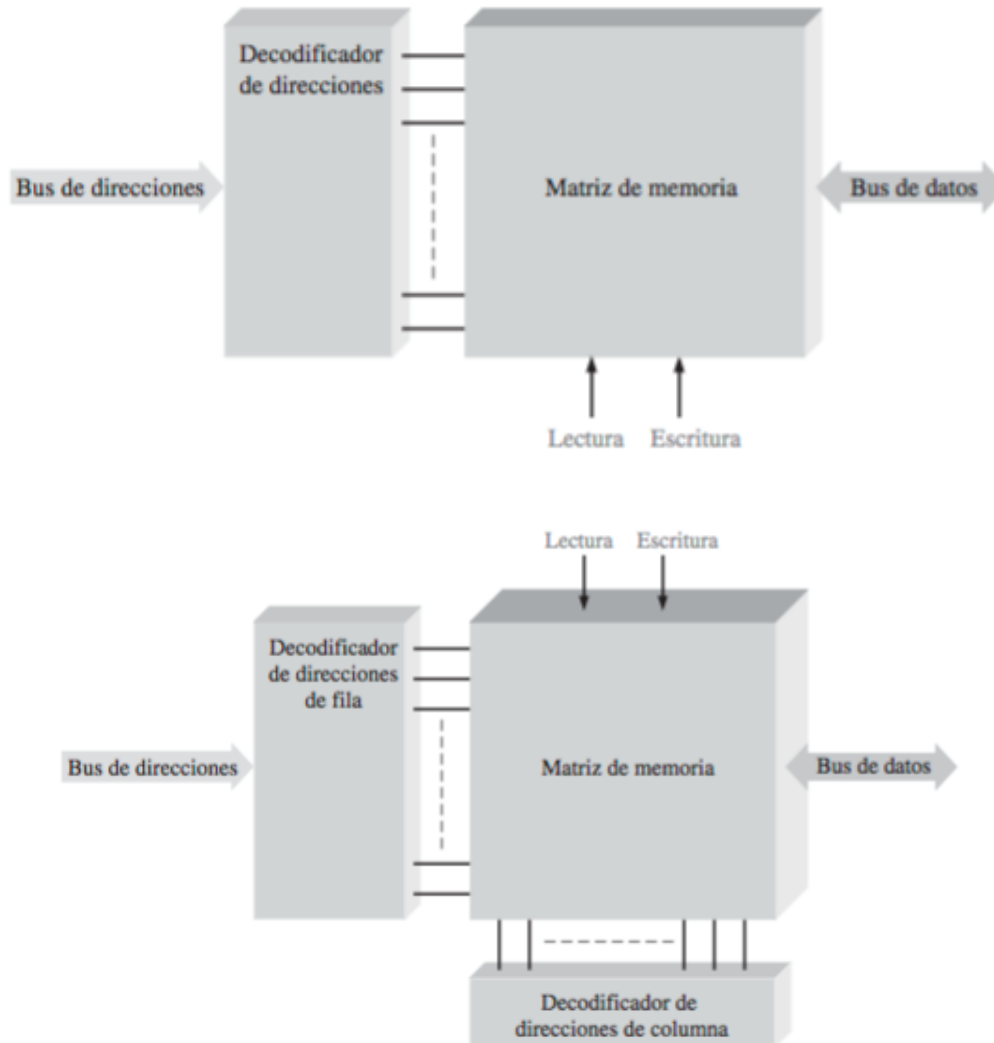 Decodificador
de direcciones
Bus de direcciones
Matriz de memoria
Bus de datos
Lectura
Escritura
Lectura
Escritura
Decodificador
de direcciones
de fila
Bus de direcciones
Matriz de memoria
Bus de datos
Decodificador de
direcciones de columna